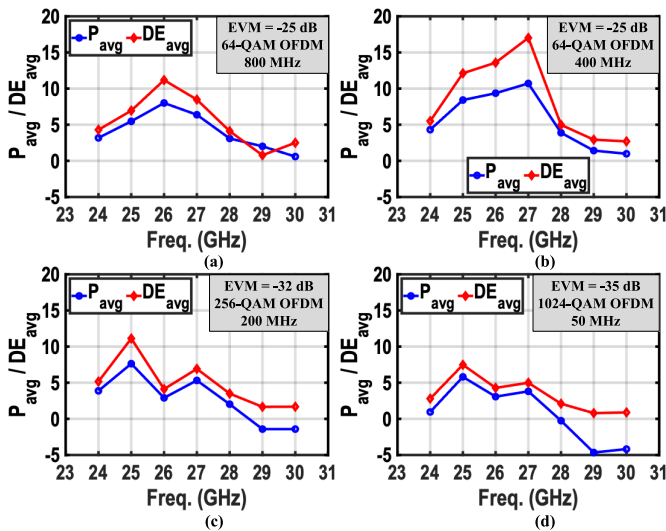 P avg DE avg
EVM = -25 dB
64-QAM OFDM
800 MHz
P avg / DE avg
20
15
10
5
0
-5
23 24 25 26 27 28 29 30 31
Freq. (GHz)
(a)
EVM = -25 dB
64-QAM OFDM
400 MHz
P avg DE avg
P avg / DE avg
20
15
10
5
0
-5
23 24 25 26 27 28 29 30 31
Freq. (GHz)
(b)
P avg DE avg
EVM = -32 dB
256-QAM OFDM
200 MHz
P avg / DE avg
20
15
10
5
0
-5
23 24 25 26 27 28 29 30 31
Freq. (GHz)
(c)
P avg DE avg
EVM = -35 dB
1024-QAM OFDM
50 MHz
P avg / DE avg
20
15
10
5
0
-5
23 24 25 26 27 28 29 30 31
Freq. (GHz)
(d)